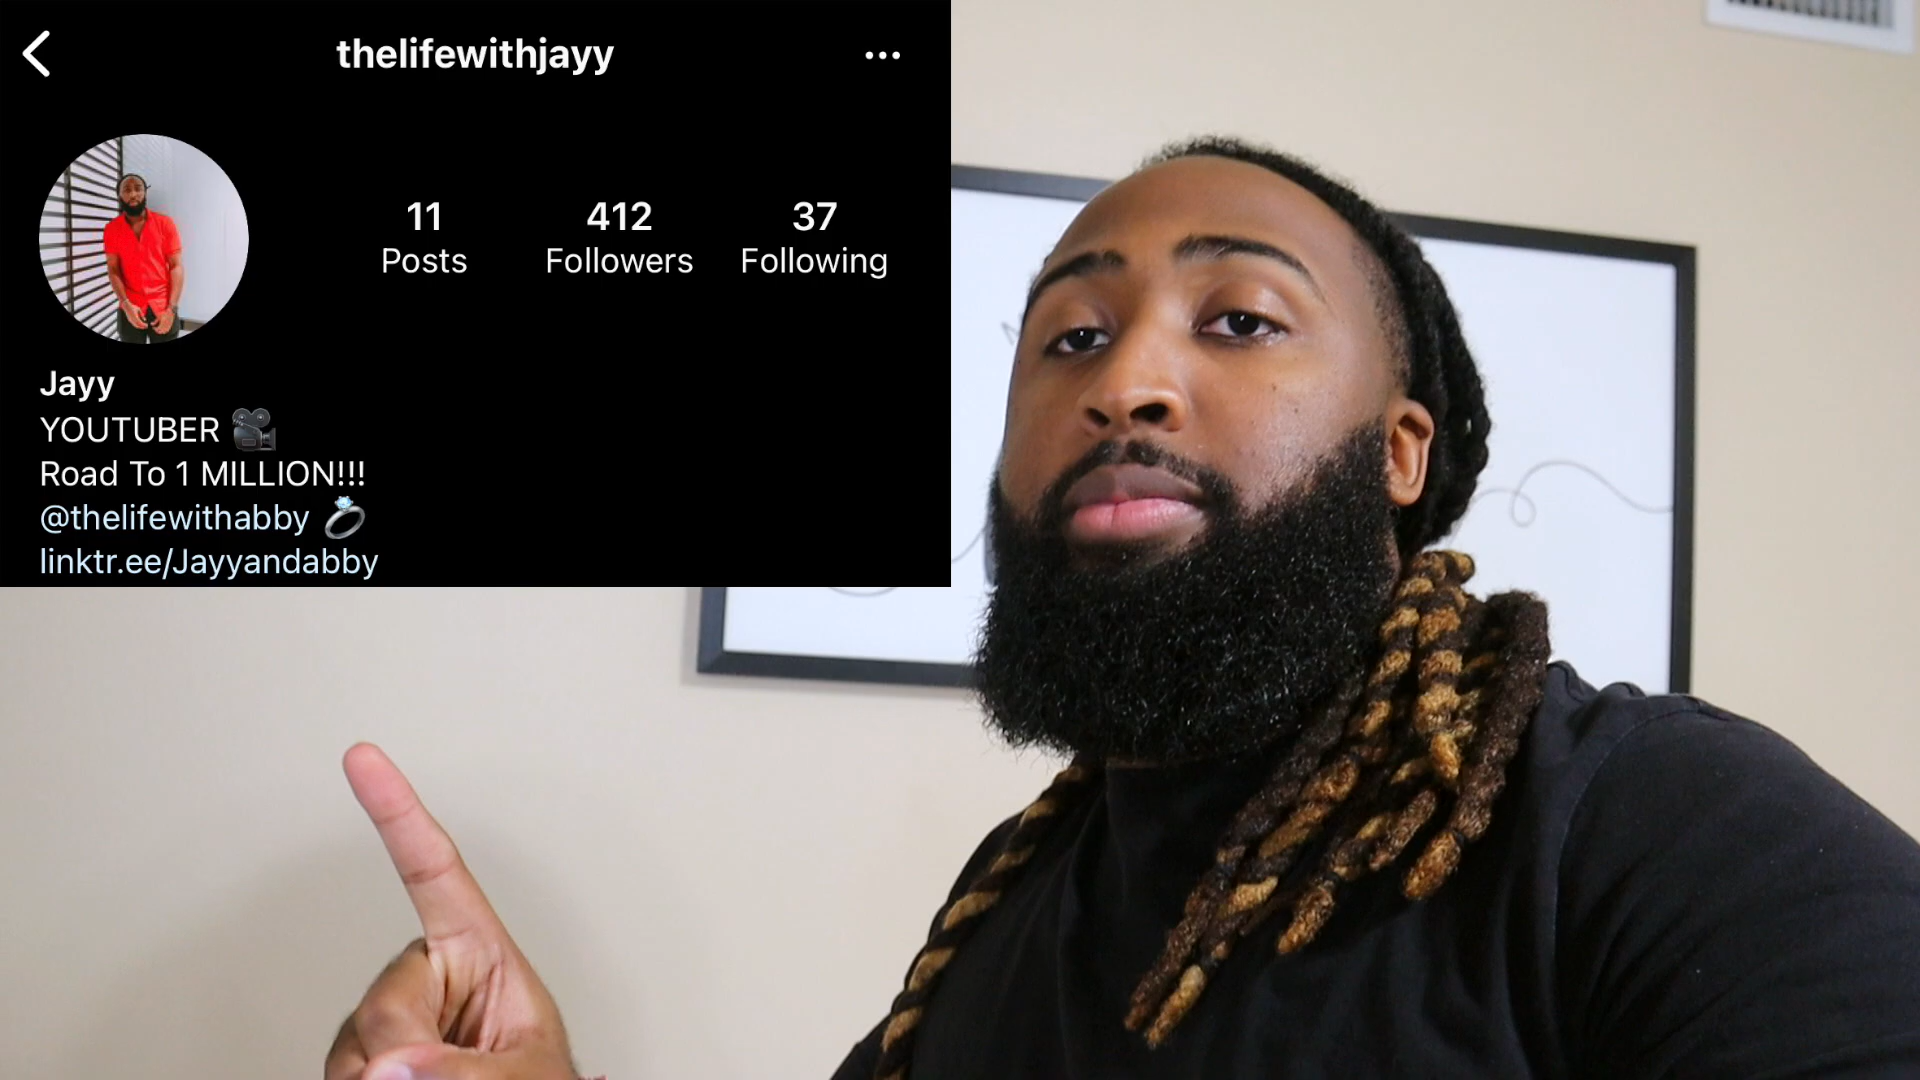 thelifewithjayy
11 412 37
Posts Followers Following
Jayy
YOUTUBER 🎥
Road To 1 MILLION!!!
@thelifewithabby 💍
linktr.ee/Jayyandabby